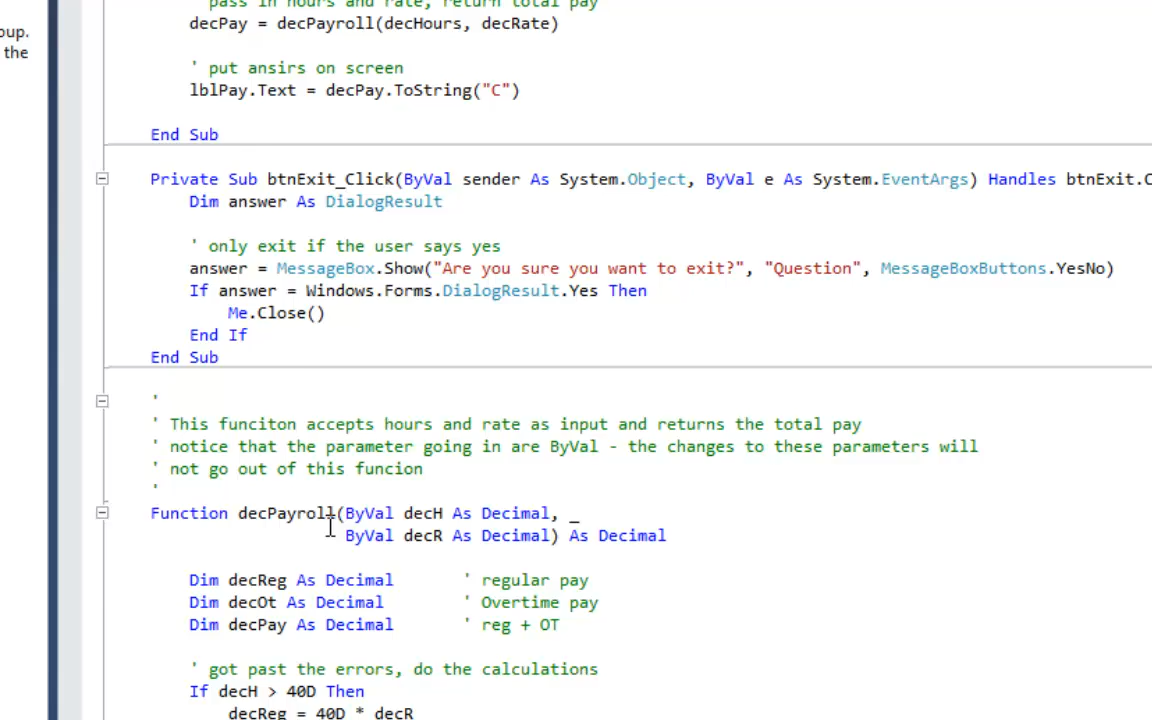 oup.
the
' pass in hours and rate, return total pay
decPay = decPayroll(decHours, decRate)
' put ansirs on screen
lblPay.Text = decPay.ToString("C")
End Sub
Private Sub btnExit_Click(ByVal sender As System.Object, ByVal e As System.EventArgs) Handles btnExit.C
Dim answer As DialogResult
' only exit if the user says yes
answer = MessageBox.Show("Are you sure you want to exit?", "Question", MessageBoxButtons.YesNo)
If answer = Windows.Forms.DialogResult.Yes Then
Me.Close()
End If
End Sub
'
' This funciton accepts hours and rate as input and returns the total pay
' notice that the parameter going in are ByVal - the changes to these parameters will
' not go out of this funcion
'
Function decPayroll(ByVal decH As Decimal, _
ByVal decR As Decimal) As Decimal
Dim decReg As Decimal ' regular pay
Dim decOt As Decimal ' Overtime pay
Dim decPay As Decimal ' reg + OT
' got past the errors, do the calculations
If decH > 40D Then
decReg = 40D * decR